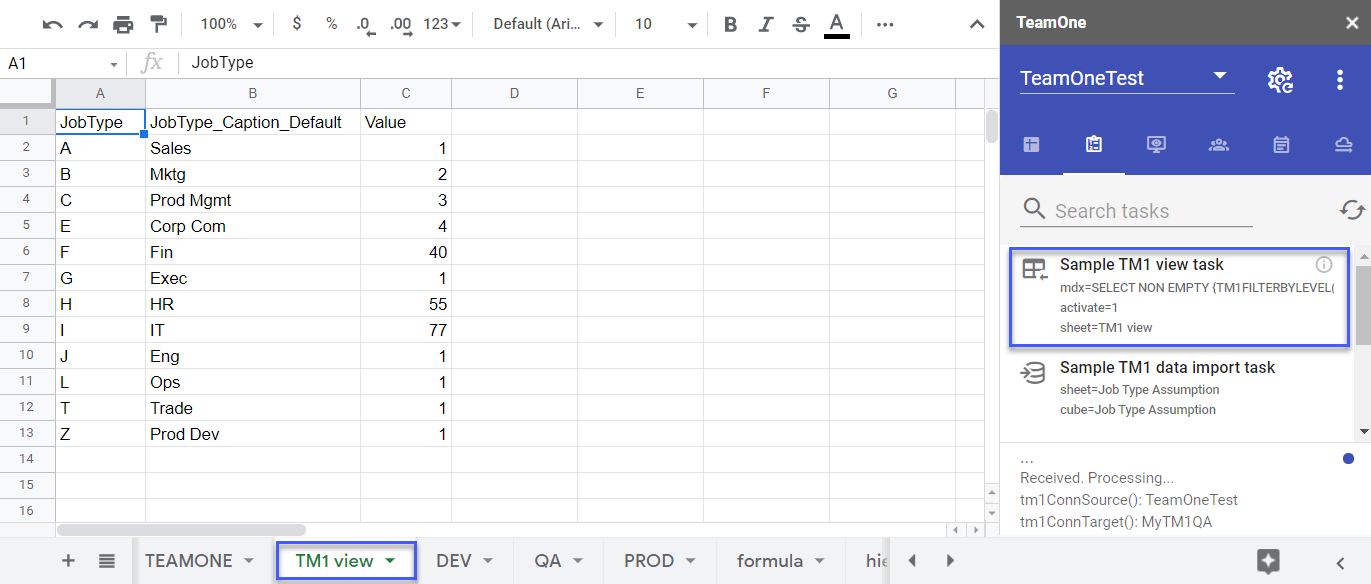 100% $ % .0 .00 123 Default (Ari... 10 B I S A
A1 fx JobType
A B C D E F G
1 JobType JobType_Caption_Default Value
2 A Sales 1
3 B Mktg 2
4 C Prod Mgmt 3
5 E Corp Com 4
6 F Fin 40
7 G Exec 1
8 H HR 55
9 I IT 77
10 J Eng 1
11 L Ops 1
12 T Trade 1
13 Z Prod Dev 1
14
15
16
TEAMONE TM1 view DEV QA PROD formula hie
TeamOne
TeamOneTest
Search tasks
Sample TM1 view task
mdx=SELECT NON EMPTY {TM1FILTERBYLEVEL(
activate=1
sheet=TM1 view
Sample TM1 data import task
sheet=Job Type Assumption
cube=Job Type Assumption
...
Received. Processing...
tm1ConnSource(): TeamOneTest
tm1ConnTarget(): MyTM1QA